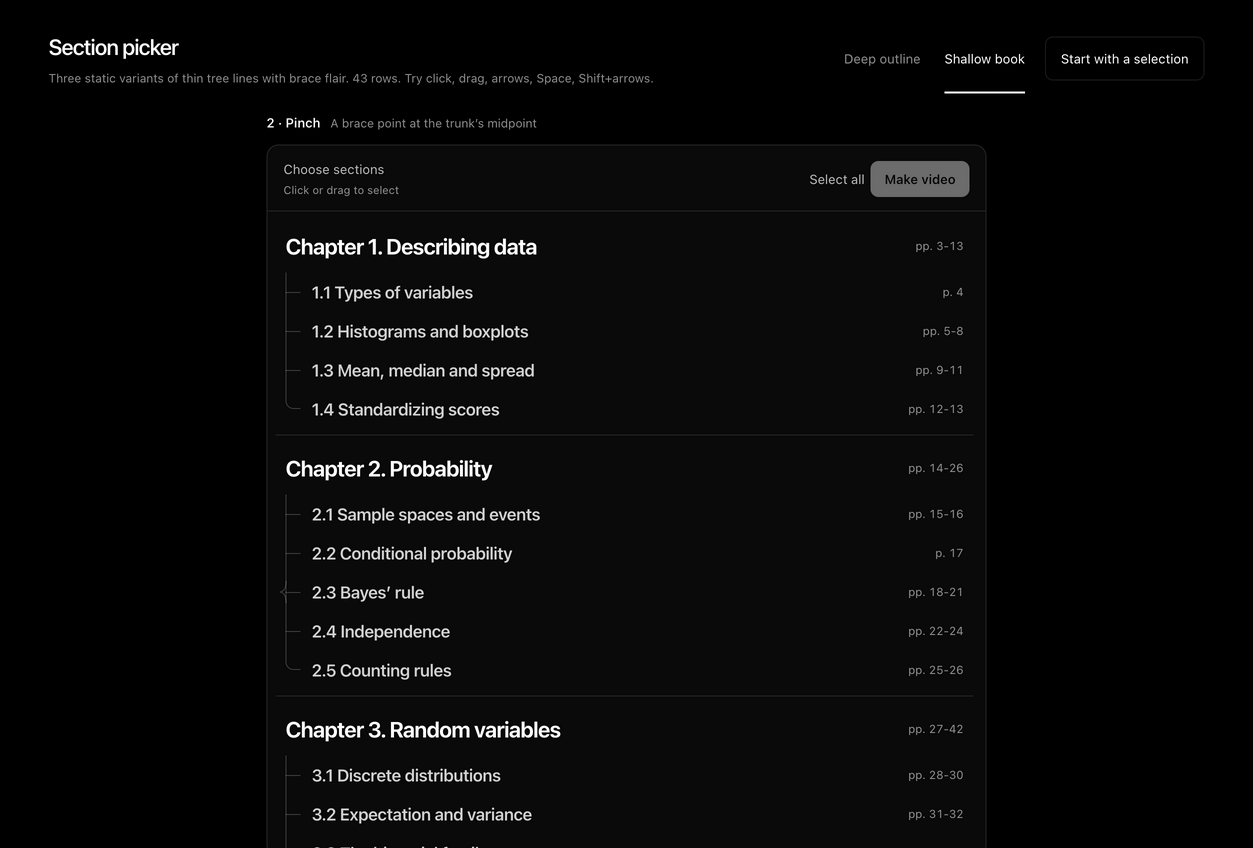 Section picker
Three static variants of thin tree lines with brace flair. 43 rows. Try click, drag, arrows, Space, Shift+arrows.
Deep outline
Shallow book
Start with a selection
2 · Pinch A brace point at the trunk's midpoint
Choose sections
Click or drag to select
Select all
Make video
Chapter 1. Describing data pp. 3-13
1.1 Types of variables p. 4
1.2 Histograms and boxplots pp. 5-8
1.3 Mean, median and spread pp. 9-11
1.4 Standardizing scores pp. 12-13
Chapter 2. Probability pp. 14-26
2.1 Sample spaces and events pp. 15-16
2.2 Conditional probability p. 17
2.3 Bayes’ rule pp. 18-21
2.4 Independence pp. 22-24
2.5 Counting rules pp. 25-26
Chapter 3. Random variables pp. 27-42
3.1 Discrete distributions pp. 28-30
3.2 Expectation and variance pp. 31-32